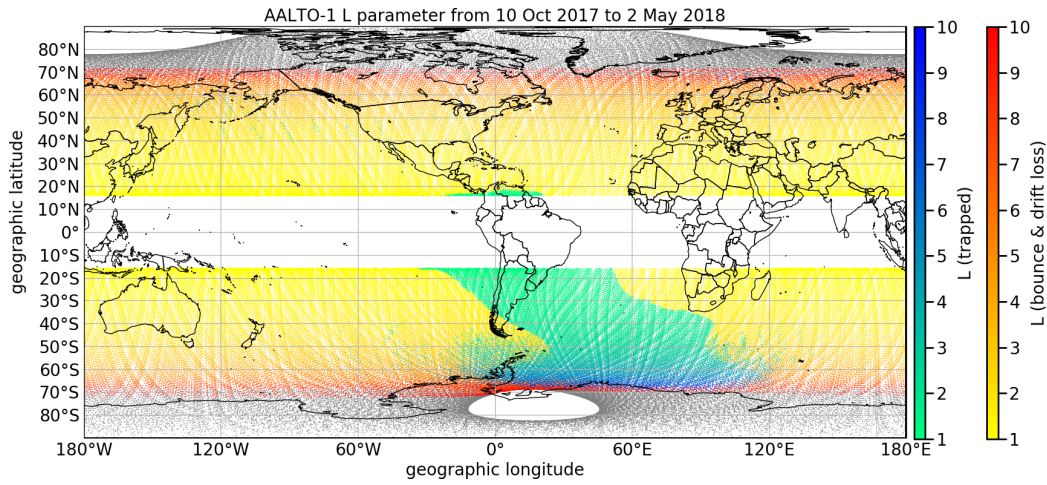 AALTO-1 L parameter from 10 Oct 2017 to 2 May 2018
geographic latitude
80°N
70°N
60°N
50°N
40°N
30°N
20°N
10°N
0°
10°S
20°S
30°S
40°S
50°S
60°S
70°S
80°S
180°W
120°W
60°W
0°
60°E
120°E
180°E
geographic longitude
10
9
8
7
6
5
4
3
2
1
L (trapped)
10
9
8
7
6
5
4
3
2
1
L (bounce & drift loss)